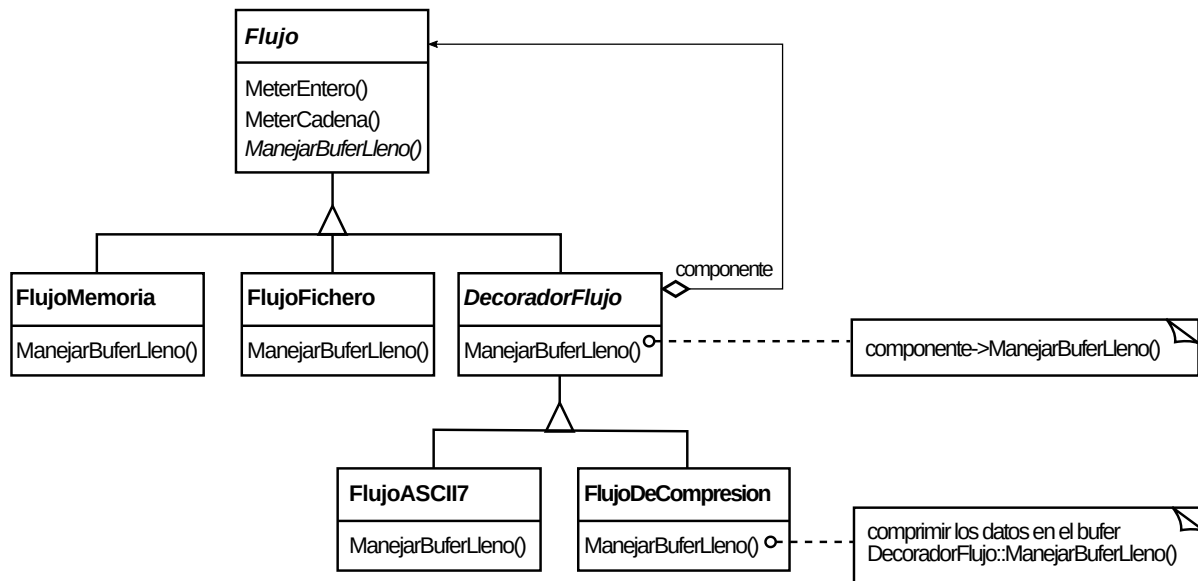 Flujo
MeterEntero()
MeterCadena()
ManejarBuferLleno()
componente
FlujoMemoria
ManejarBuferLleno()
FlujoFichero
ManejarBuferLleno()
DecoradorFlujo
ManejarBuferLleno()
componente->ManejarBuferLleno()
FlujoASCII7
ManejarBuferLleno()
FlujoDeCompresion
ManejarBuferLleno()
comprimir los datos en el bufer
DecoradorFlujo::ManejarBuferLleno()